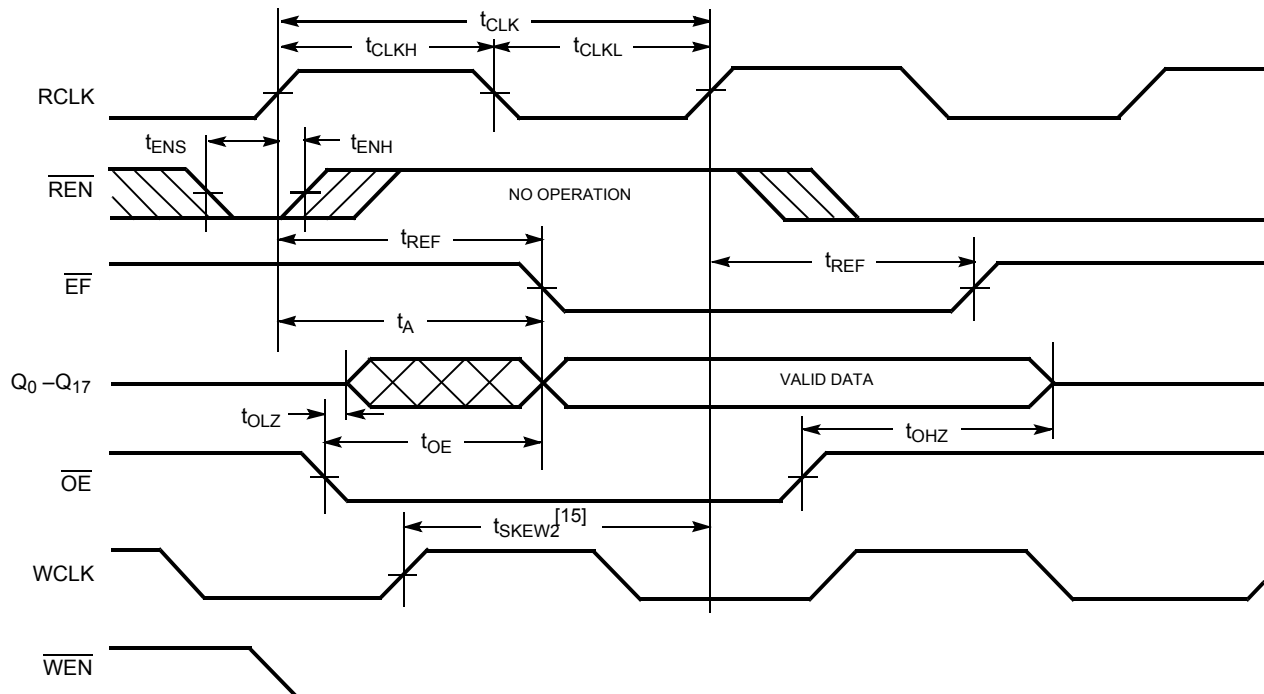 tCLK
tCLKH tCLKL
RCLK
tENS tENH
REN
NO OPERATION
tREF
tREF
EF
tA
Q0 –Q17
VALID DATA
tOLZ
tOE
tOHZ
OE
tSKEW2[15]
WCLK
WEN